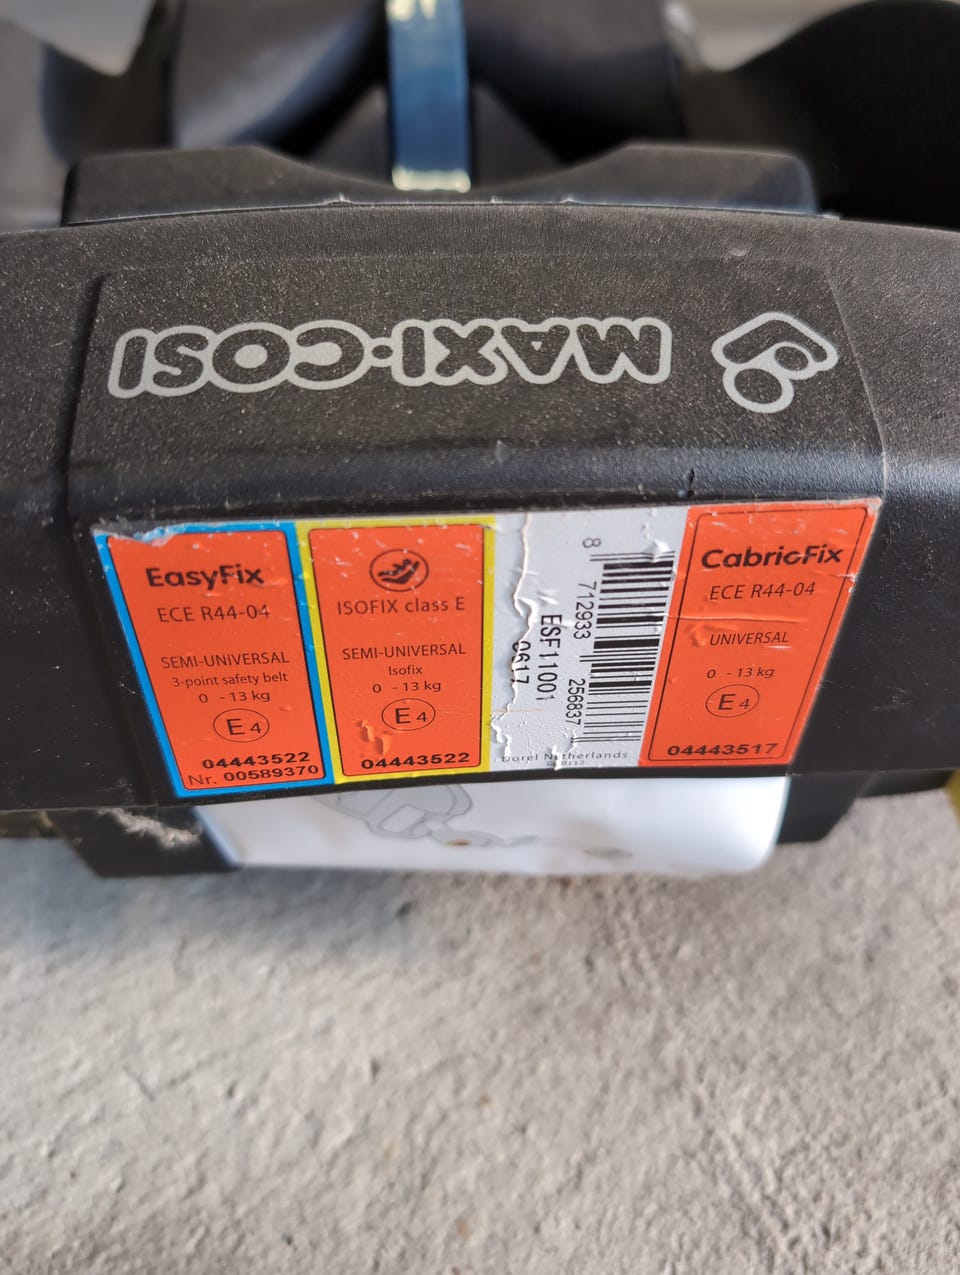 MAXI·COSI
EasyFix
ECE R44-04
SEMI-UNIVERSAL
3-point safety belt
0 - 13 kg
E4
04443522
Nr. 00589370
ISOFIX class E
SEMI-UNIVERSAL
Isofix
0 - 13 kg
E4
04443522
0617
ESF11001
8 712933 256837
Dorel Netherlands
CabrioFix
ECE R44-04
UNIVERSAL
0 - 13 kg
E4
04443517